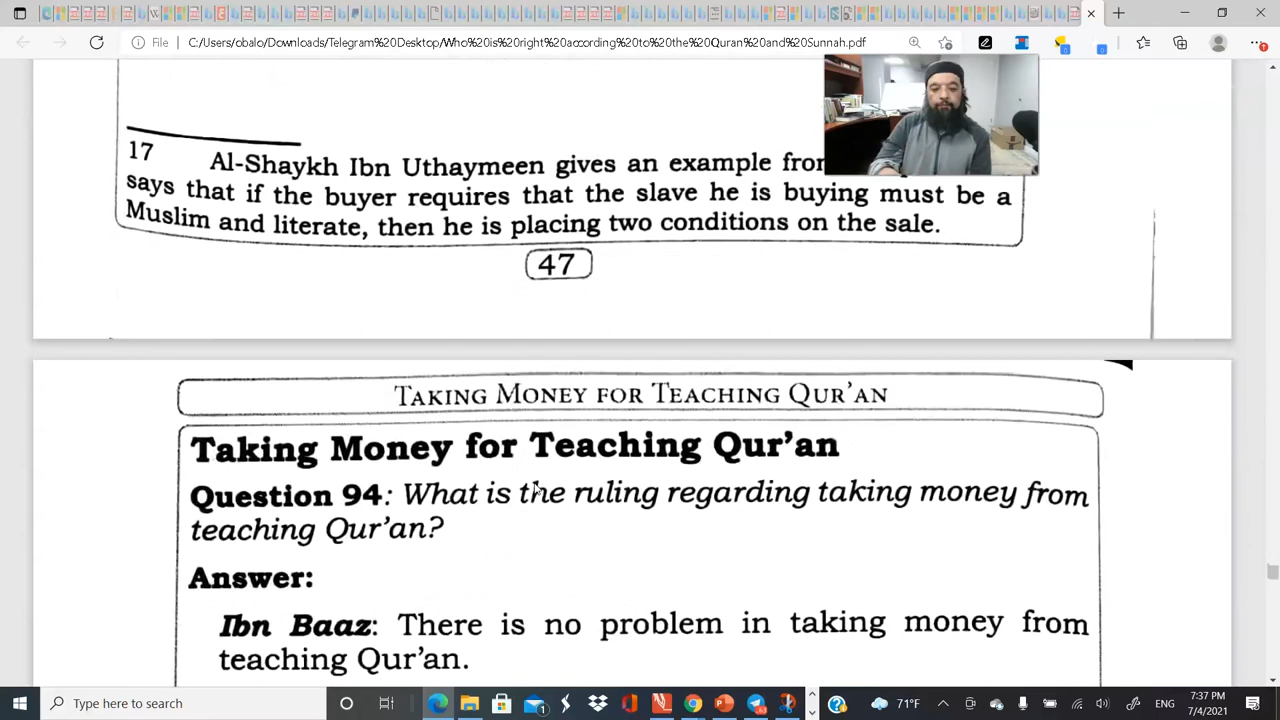 File
C:/Users/obalo/Downloads/Telegram%20Desktop/Who%20is%20right%20according%20to%20the%20Quran%20and%20Sunnah.pdf
17 Al-Shaykh Ibn Uthaymeen gives an example
says that if the buyer requires that the slave he is buying must be a
Muslim and literate, then he is placing two conditions on the sale.
47
TAKING MONEY FOR TEACHING QUR'AN
Taking Money for Teaching Qur'an
Question 94: What is the ruling regarding taking money from
teaching Qur'an?
Answer:
Ibn Baaz: There is no problem in taking money from
teaching Qur'an.
Type here to search
71°F
ENG
7:37 PM
7/4/2021